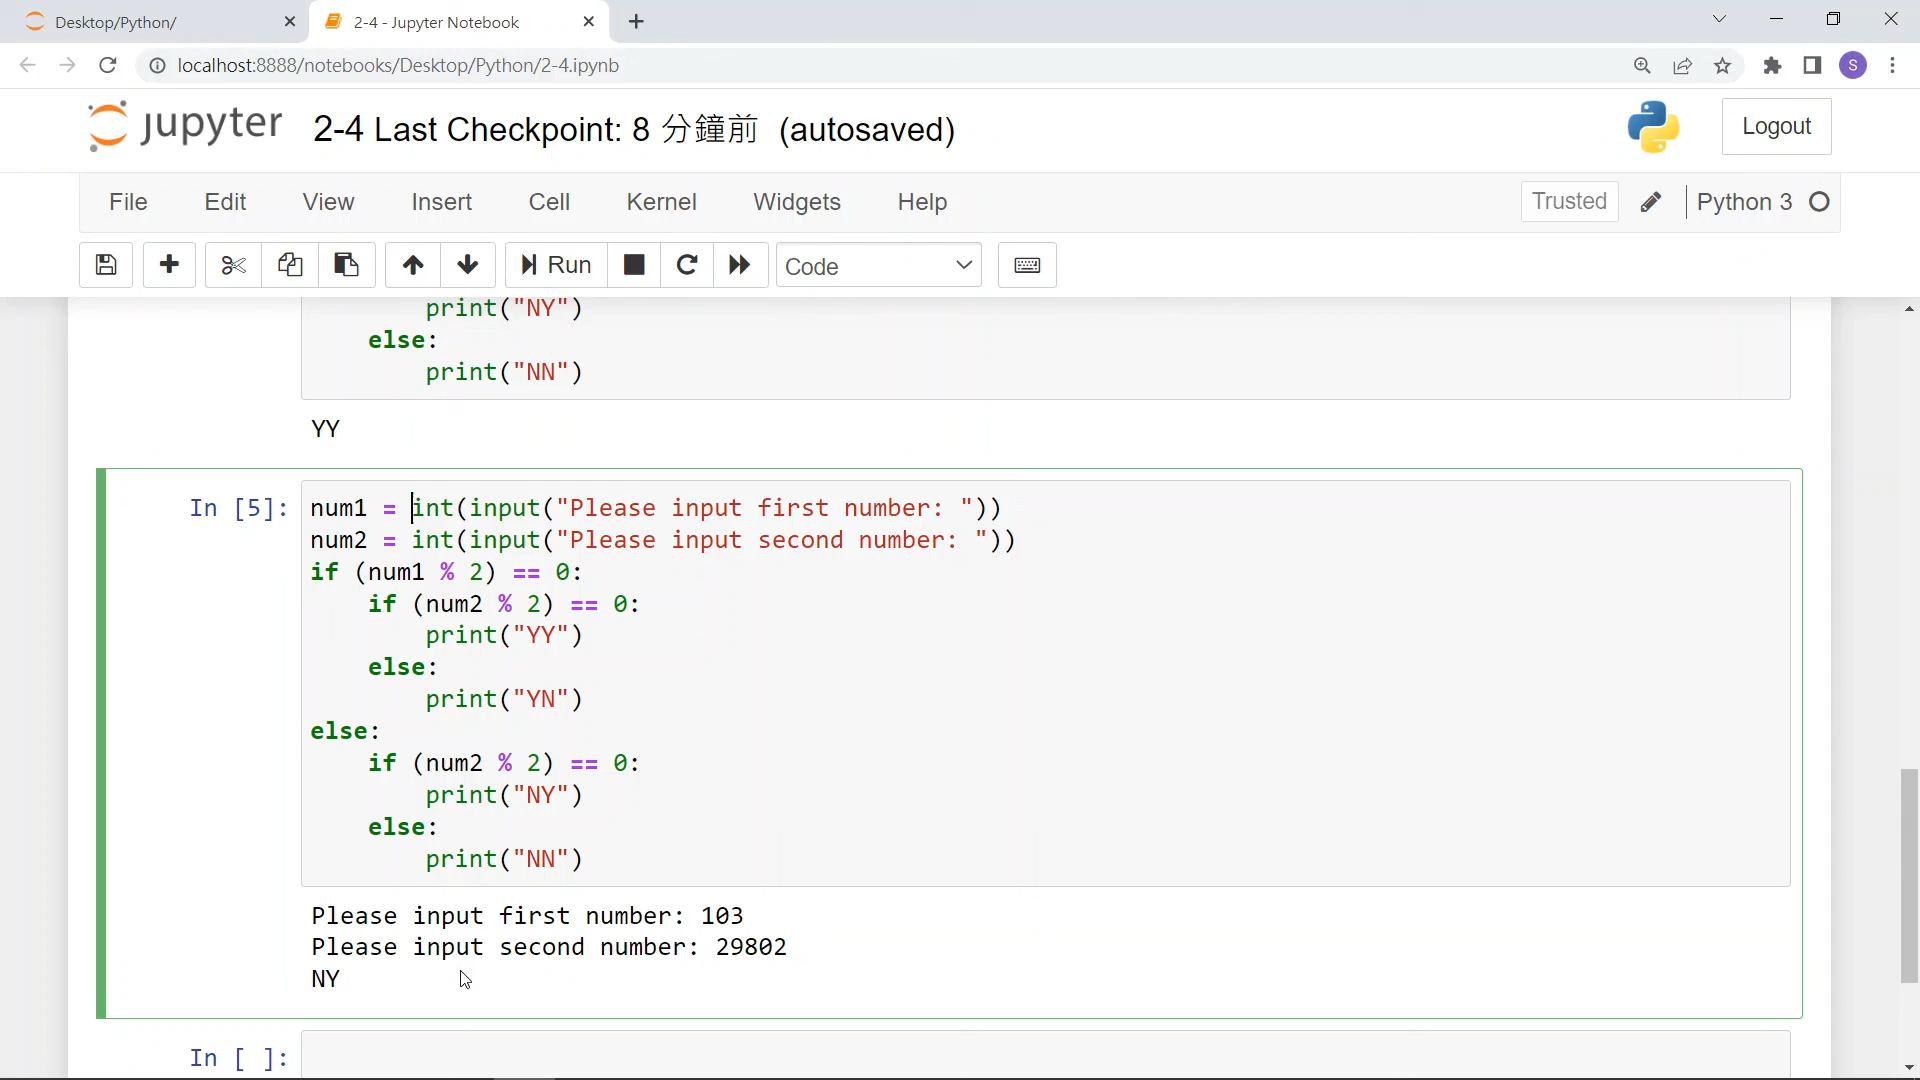 Desktop/Python/
2-4 - Jupyter Notebook
localhost:8888/notebooks/Desktop/Python/2-4.ipynb
S
jupyter 2-4 Last Checkpoint: 8 分鐘前 (autosaved)
Logout
File Edit View Insert Cell Kernel Widgets Help
Trusted
Python 3
Run
Code
print("NY")
else:
print("NN")
YY
In [5]:
num1 = int(input("Please input first number: "))
num2 = int(input("Please input second number: "))
if (num1 % 2) == 0:
if (num2 % 2) == 0:
print("YY")
else:
print("YN")
else:
if (num2 % 2) == 0:
print("NY")
else:
print("NN")
Please input first number: 103
Please input second number: 29802
NY
In [ ]: